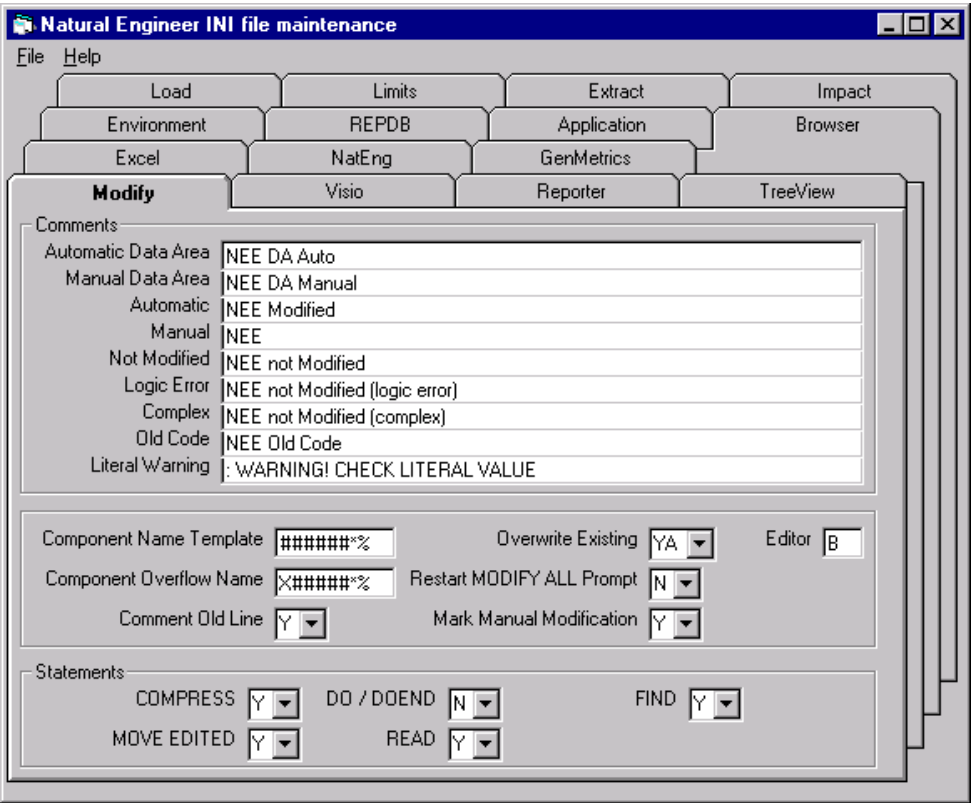 Natural Engineer INI file maintenance
File Help
Load Limits Extract Impact
Environment REPDB Application Browser
Excel NatEng GenMetrics
Modify Visio Reporter TreeView
Comments
Automatic Data Area NEE DA Auto
Manual Data Area NEE DA Manual
Automatic NEE Modified
Manual NEE
Not Modified NEE not Modified
Logic Error NEE not Modified (logic error)
Complex NEE not Modified (complex)
Old Code NEE Old Code
Literal Warning : WARNING! CHECK LITERAL VALUE
Component Name Template ######*% Overwrite Existing YA Editor B
Component Overflow Name X#####*% Restart MODIFY ALL Prompt N
Comment Old Line Y Mark Manual Modification Y
Statements
COMPRESS Y DO / DOEND N FIND Y
MOVE EDITED Y READ Y